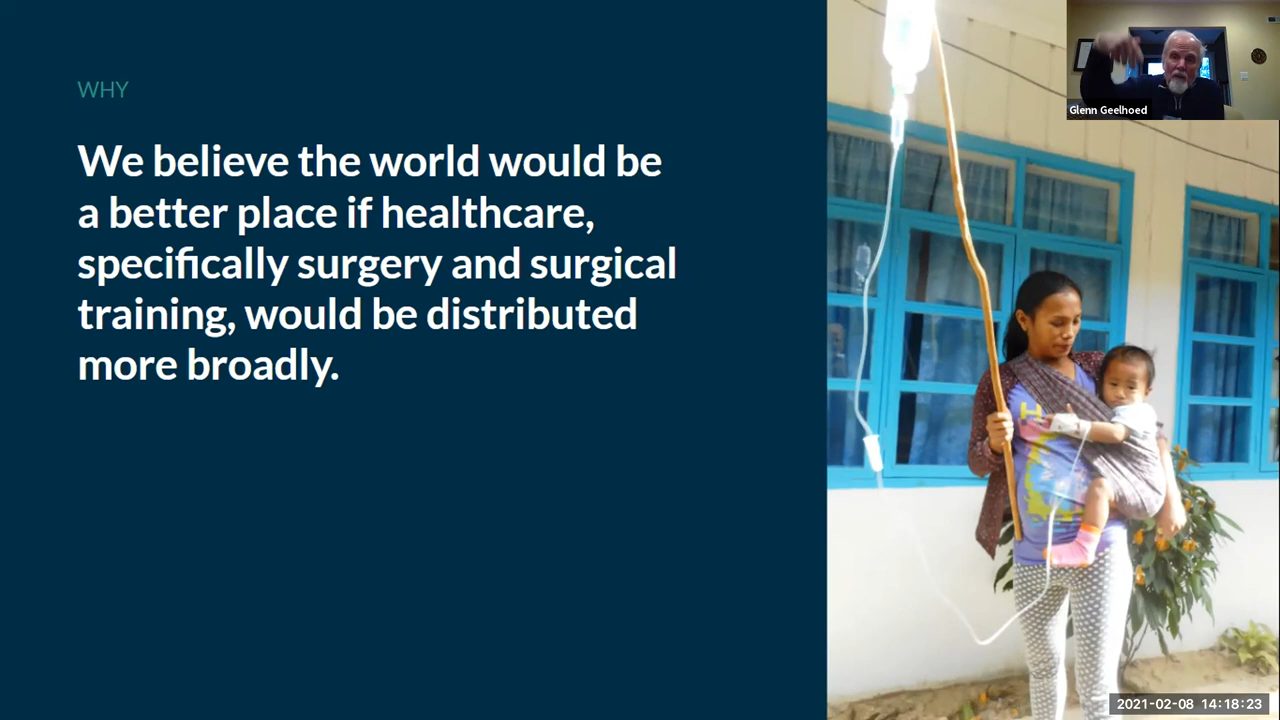 WHY
We believe the world would be
a better place if healthcare,
specifically surgery and surgical
training, would be distributed
more broadly.
Glenn Geelhoed
H
2021-02-08 14:18:23